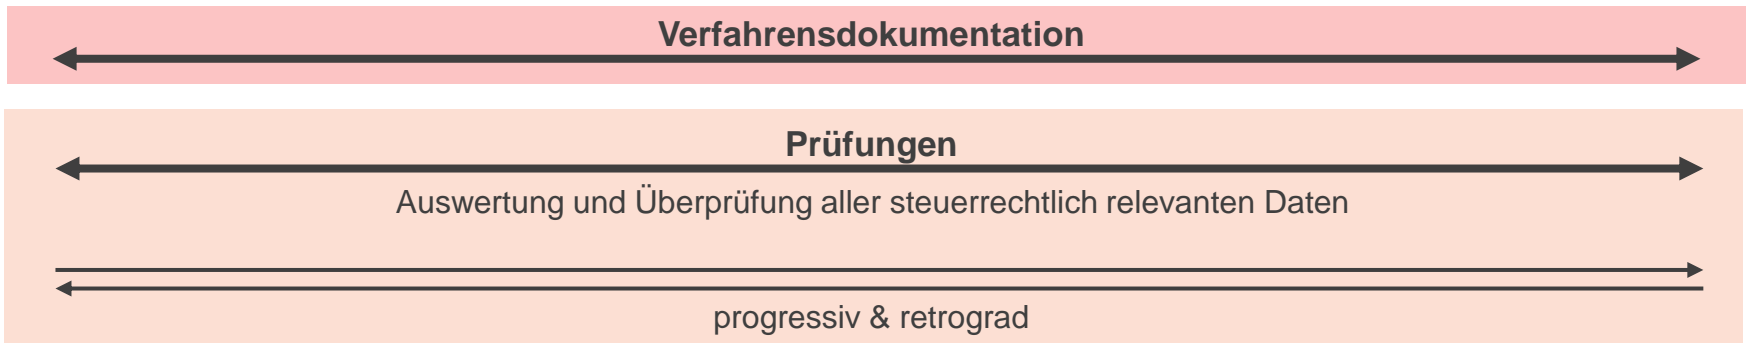 Verfahrensdokumentation
Prüfungen
Auswertung und Überprüfung aller steuerrechtlich relevanten Daten
progressiv & retrograd